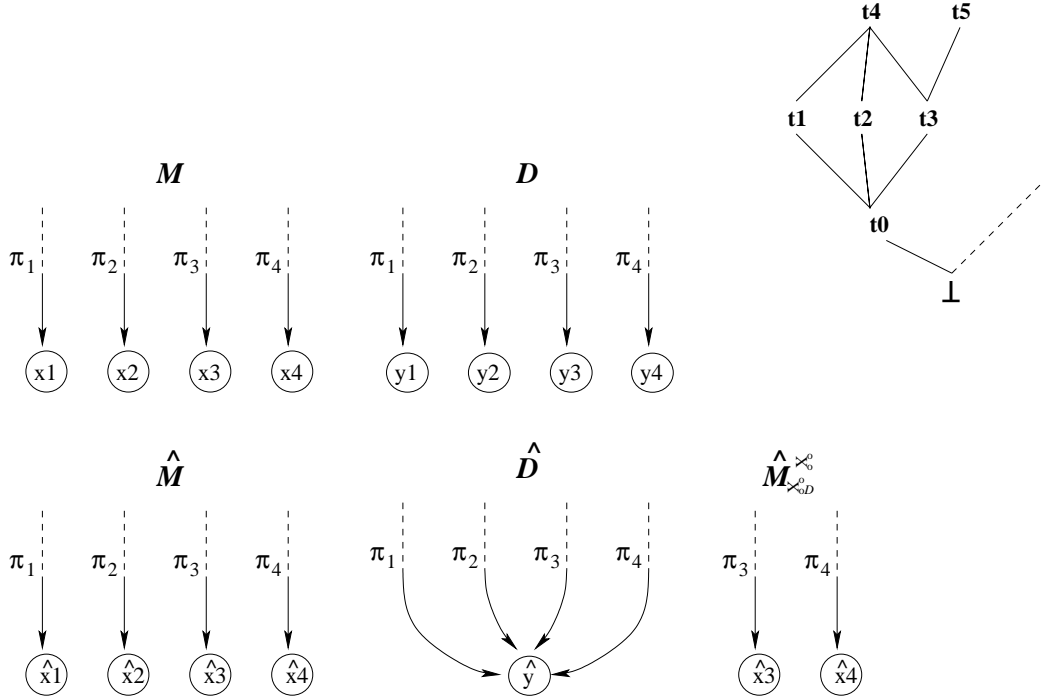 t4 t5
t1 t2 t3
M D
t0
π1 π2 π3 π4 π1 π2 π3 π4
⊥
x1 x2 x3 x4 y1 y2 y3 y4
M̂ D̂ M̂
π1 π2 π3 π4 π1 π2 π3 π4 π3 π4
x̂1 x̂2 x̂3 x̂4 ŷ x̂3 x̂4